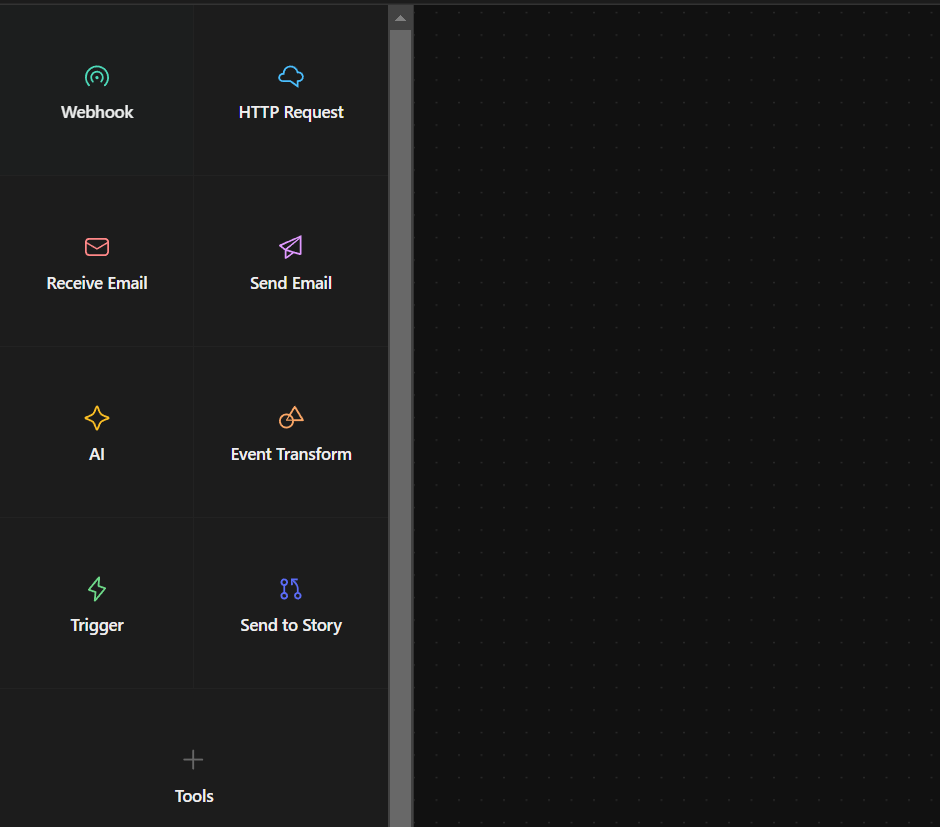 Webhook
HTTP Request
Receive Email
Send Email
AI
Event Transform
Trigger
Send to Story
Tools